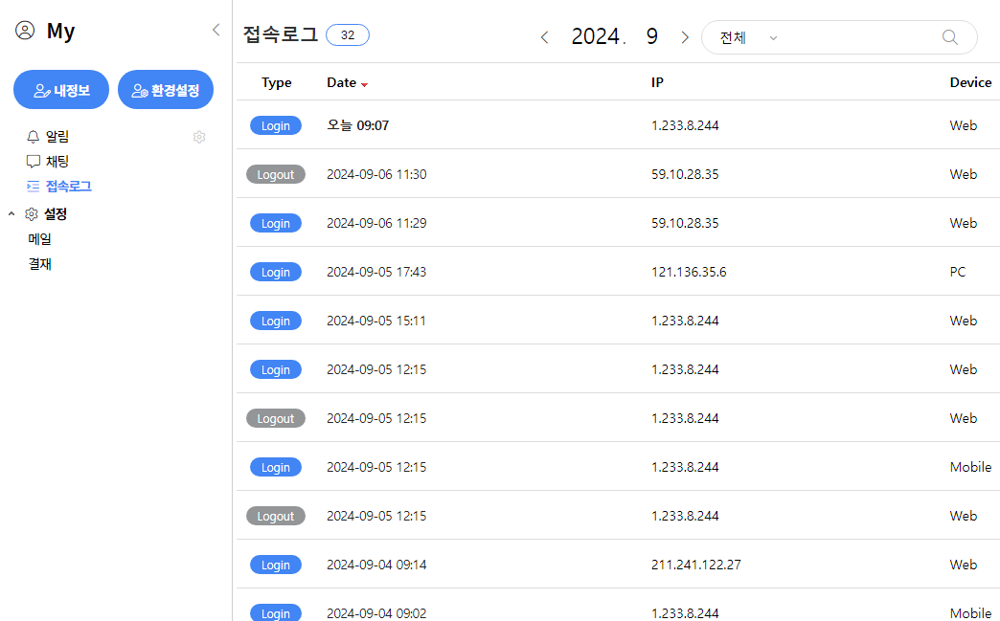 My
내정보 환경설정
알림
채팅
접속로그
설정
메일
결재
접속로그 32 2024. 9 전체
Type Date IP Device
Login 오늘 09:07 1.233.8.244 Web
Logout 2024-09-06 11:30 59.10.28.35 Web
Login 2024-09-06 11:29 59.10.28.35 Web
Login 2024-09-05 17:43 121.136.35.6 PC
Login 2024-09-05 15:11 1.233.8.244 Web
Login 2024-09-05 12:15 1.233.8.244 Web
Logout 2024-09-05 12:15 1.233.8.244 Web
Login 2024-09-05 12:15 1.233.8.244 Mobile
Logout 2024-09-05 12:15 1.233.8.244 Web
Login 2024-09-04 09:14 211.241.122.27 Web
Login 2024-09-04 09:02 1.233.8.244 Mobile